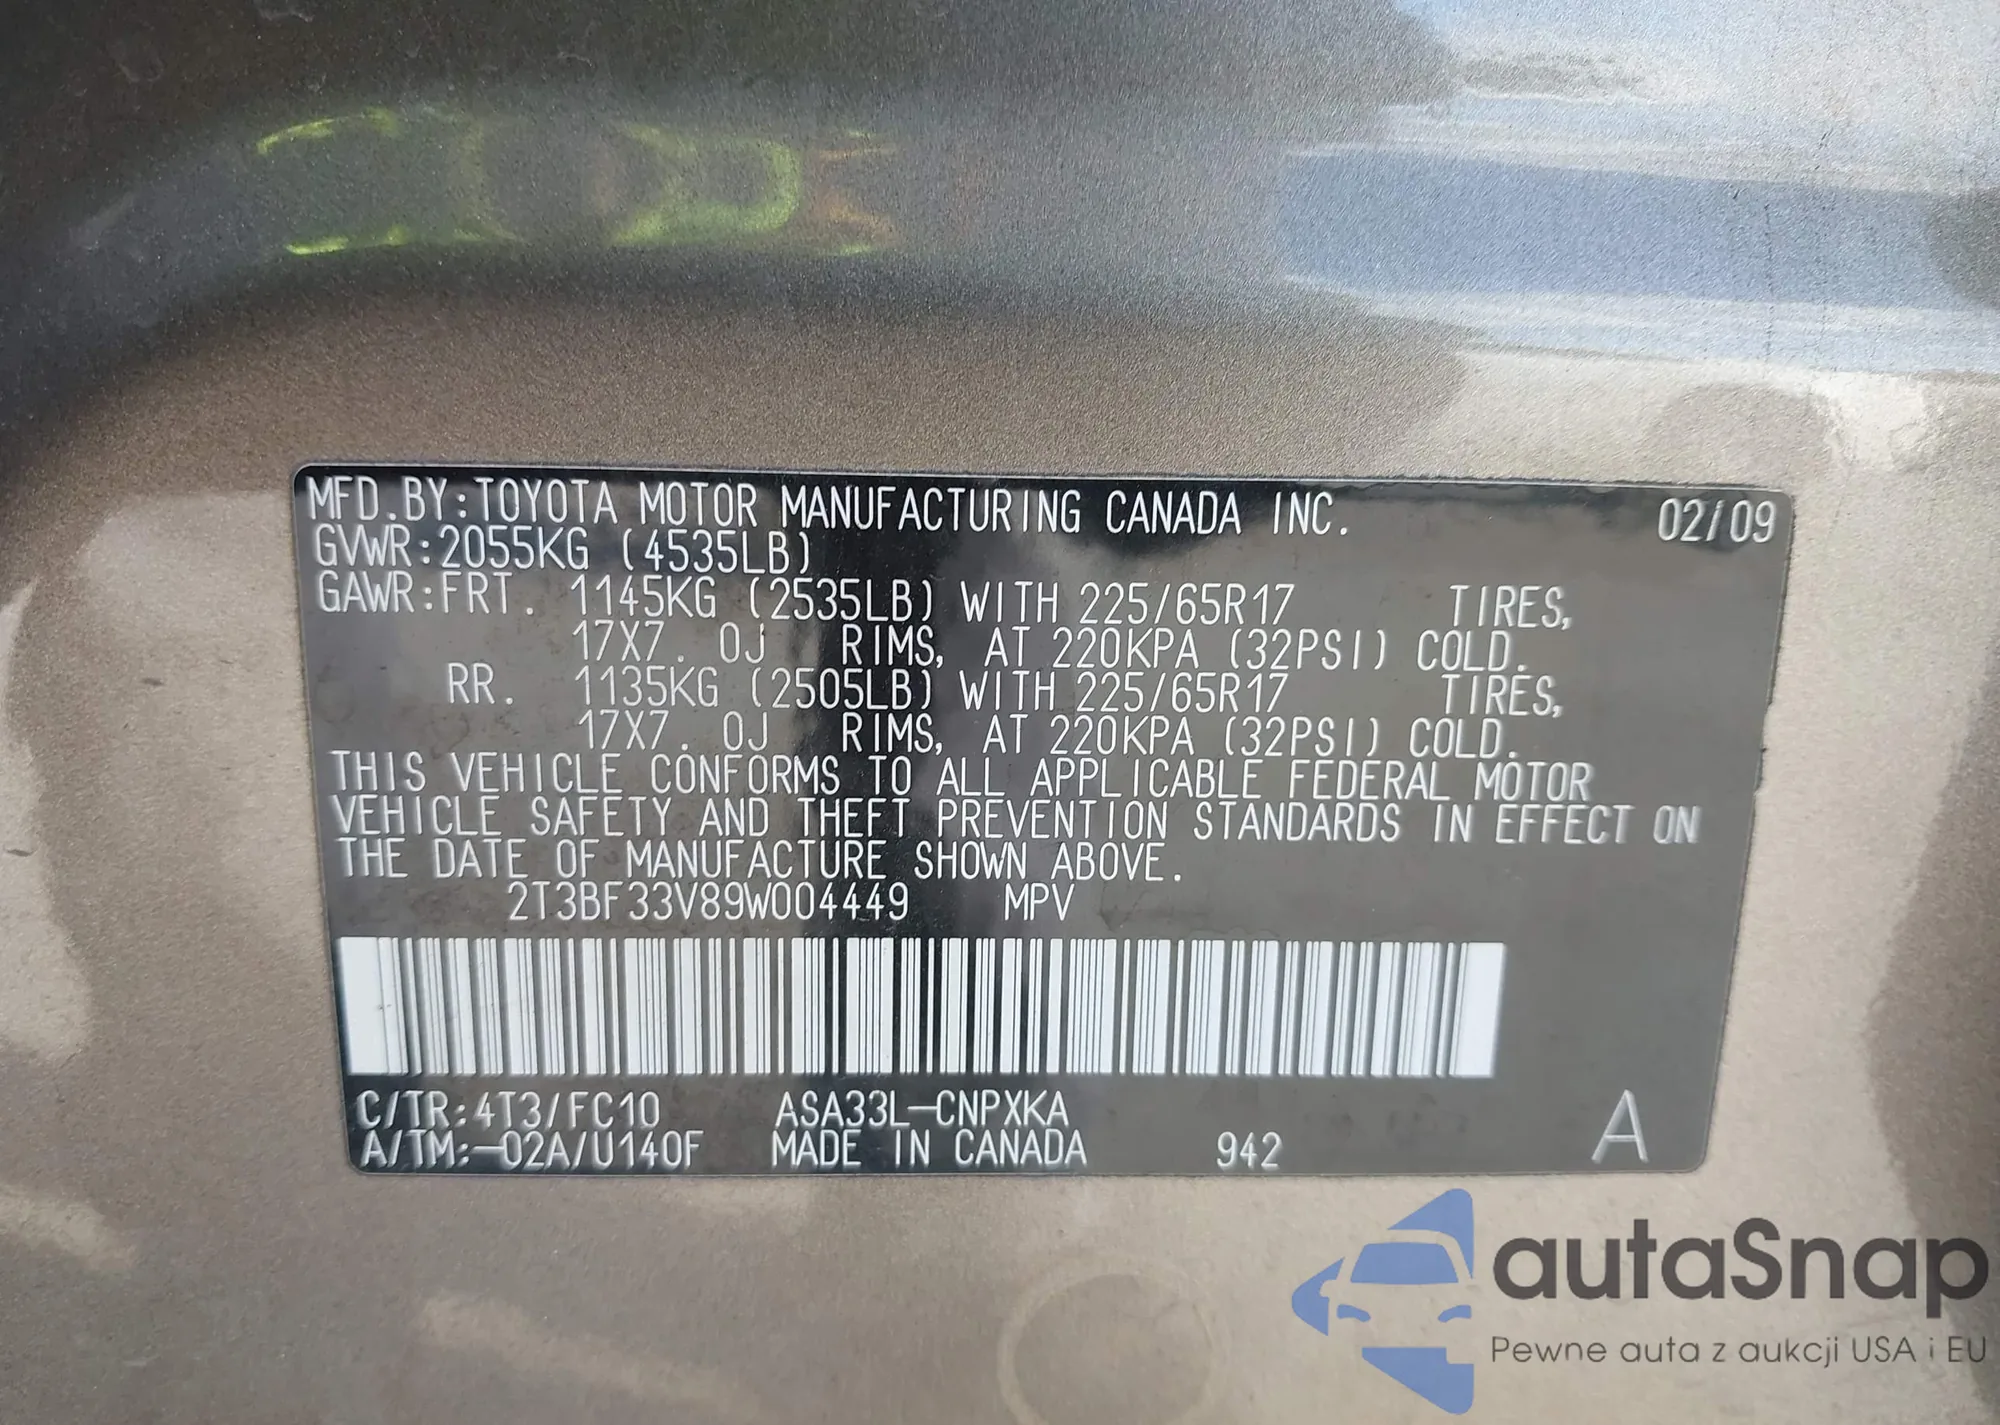 MFD.BY:TOYOTA MOTOR MANUFACTURING CANADA INC. 02/09
GVWR:2055KG (4535LB)
GAWR:FRT. 1145KG (2535LB) WITH 225/65R17 TIRES,
17X7.0J RIMS, AT 220KPA (32PSI) COLD.
RR. 1135KG (2505LB) WITH 225/65R17 TIRES,
17X7.0J RIMS, AT 220KPA (32PSI) COLD.
THIS VEHICLE CONFORMS TO ALL APPLICABLE FEDERAL MOTOR
VEHICLE SAFETY AND THEFT PREVENTION STANDARDS IN EFFECT ON
THE DATE OF MANUFACTURE SHOWN ABOVE.
2T3BF33V89W004449 MPV
C/TR:4T3/FC10 ASA33L-CNPXKA
A/TM:-02A/U140F MADE IN CANADA 942 A
autaSnap
Pewne auta z aukcji USA i EU